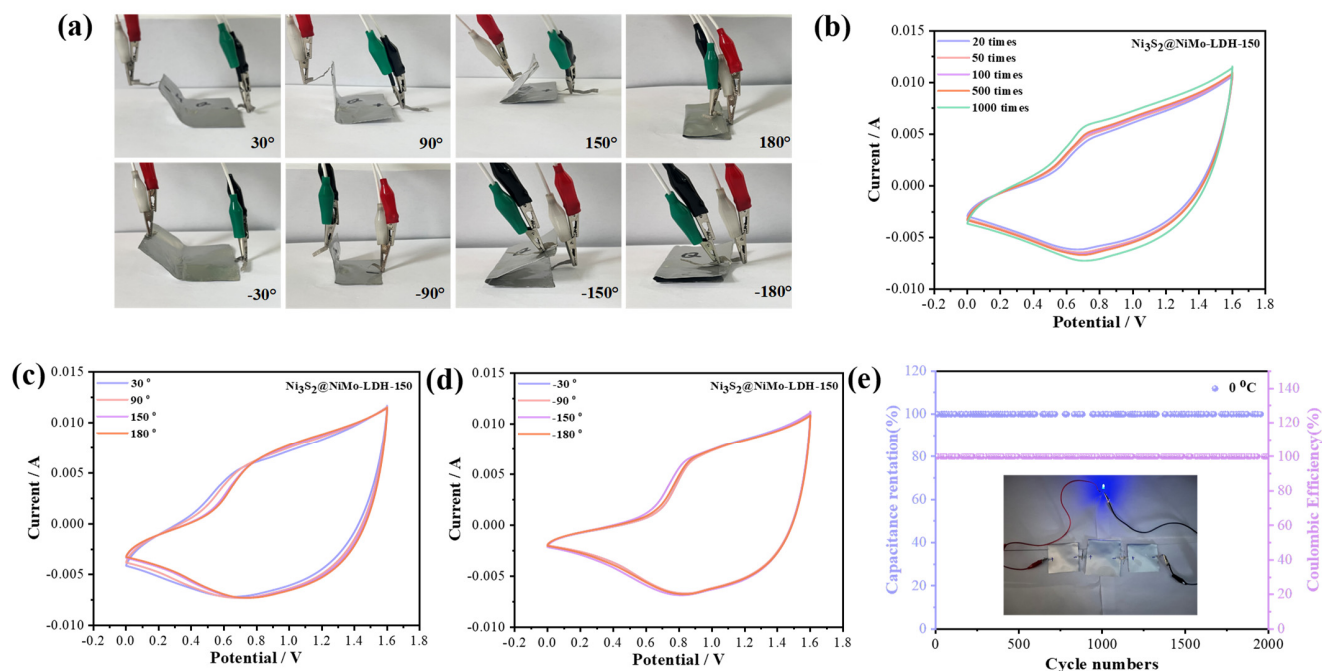 (a)
30°
90°
150°
180°
-30°
-90°
-150°
-180°
(b)
20 times
50 times
100 times
500 times
1000 times
Ni₃S₂@NiMo-LDH-150
0.015
0.010
0.005
0.000
-0.005
-0.010
Current / A
-0.2 0.0 0.2 0.4 0.6 0.8 1.0 1.2 1.4 1.6 1.8
Potential / V
(c)
30 °
90 °
150 °
180 °
Ni₃S₂@NiMo-LDH-150
0.015
0.010
0.005
0.000
-0.005
-0.010
Current / A
-0.2 0.0 0.2 0.4 0.6 0.8 1.0 1.2 1.4 1.6 1.8
Potential / V
(d)
-30 °
-90 °
-150 °
-180 °
Ni₃S₂@NiMo-LDH-150
0.015
0.010
0.005
0.000
-0.005
-0.010
Current / A
-0.2 0.0 0.2 0.4 0.6 0.8 1.0 1.2 1.4 1.6 1.8
Potential / V
(e)
0 ⁰C
120
100
80
60
40
20
0
Capacitance rentation(%)
140
120
100
80
60
40
20
0
Coulombic Efficiency(%)
0 500 1000 1500 2000
Cycle numbers